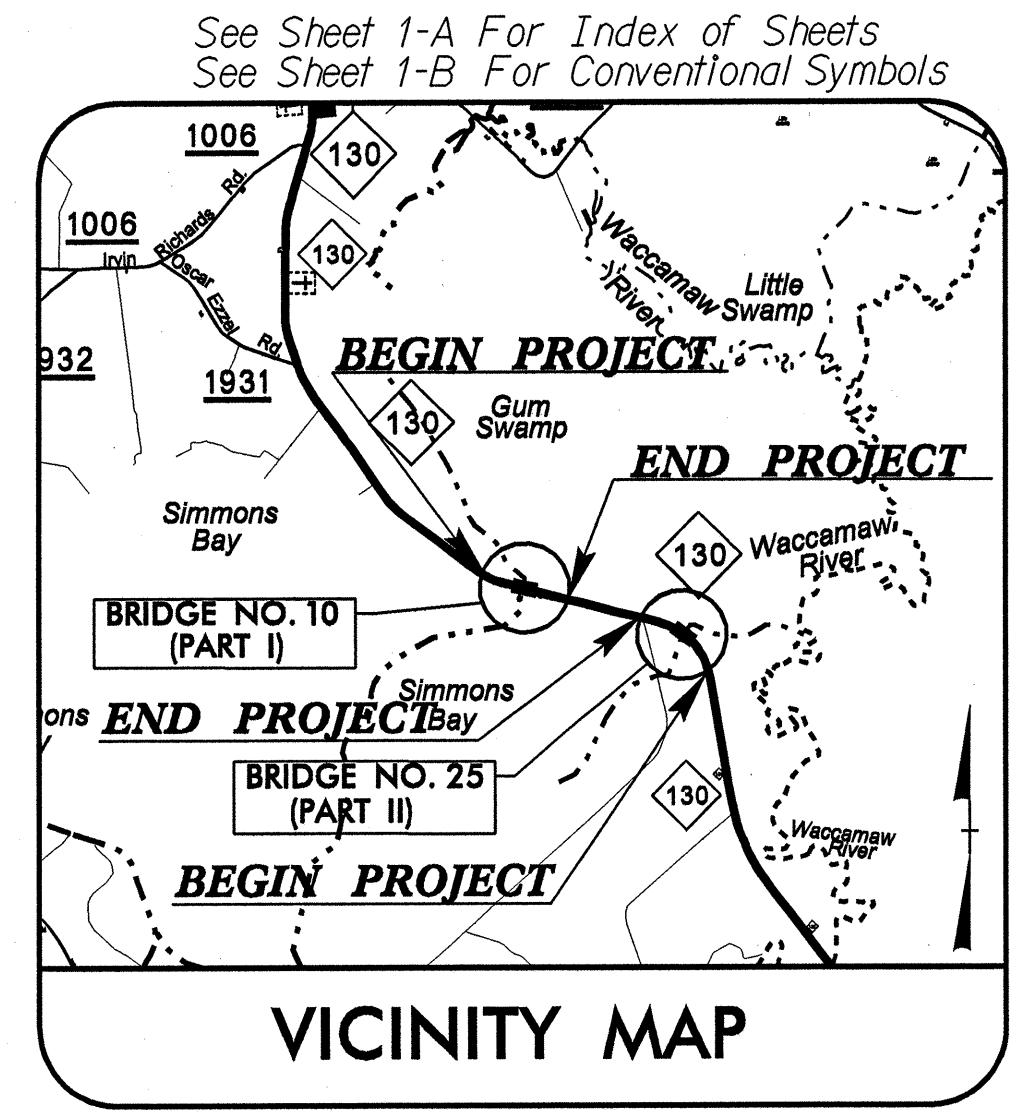 See Sheet 1-A For Index of Sheets
See Sheet 1-B For Conventional Symbols
1006
130
Richards Rd.
1006
Irvin
130
Oscar Ezzel Rd.
Waccamaw
River
Little
Swamp
932
1931
BEGIN PROJECT
130
Gum
Swamp
END PROJECT
Simmons
Bay
130
Waccamaw
River
BRIDGE NO. 10
(PART I)
Simmons
Bay
ons
END PROJECT
BRIDGE NO. 25
(PART II)
130
Waccamaw
River
BEGIN PROJECT
VICINITY MAP